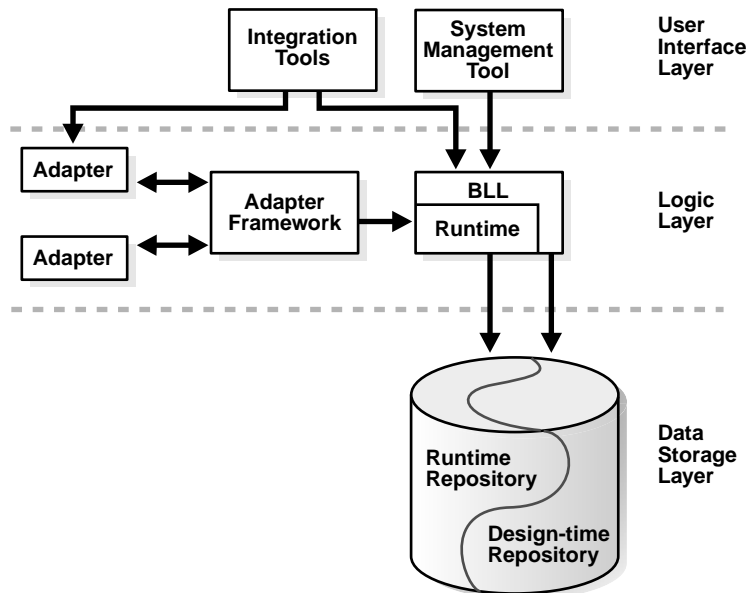 Integration
Tools
System
Management
Tool
User
Interface
Layer
Adapter
Adapter
Adapter
Framework
BLL
Runtime
Logic
Layer
Runtime
Repository
Design-time
Repository
Data
Storage
Layer